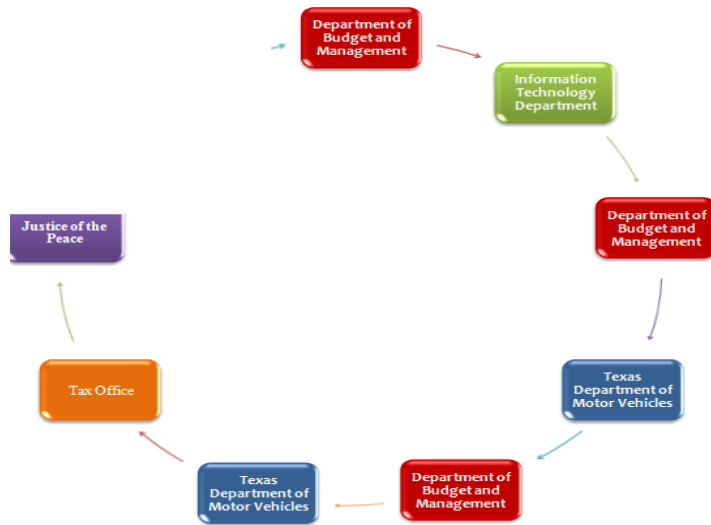 Department of
Budget and
Management
Information
Technology
Department
Department of
Budget and
Management
Texas
Department of
Motor Vehicles
Department of
Budget and
Management
Texas
Department of
Motor Vehicles
Tax Office
Justice of the
Peace